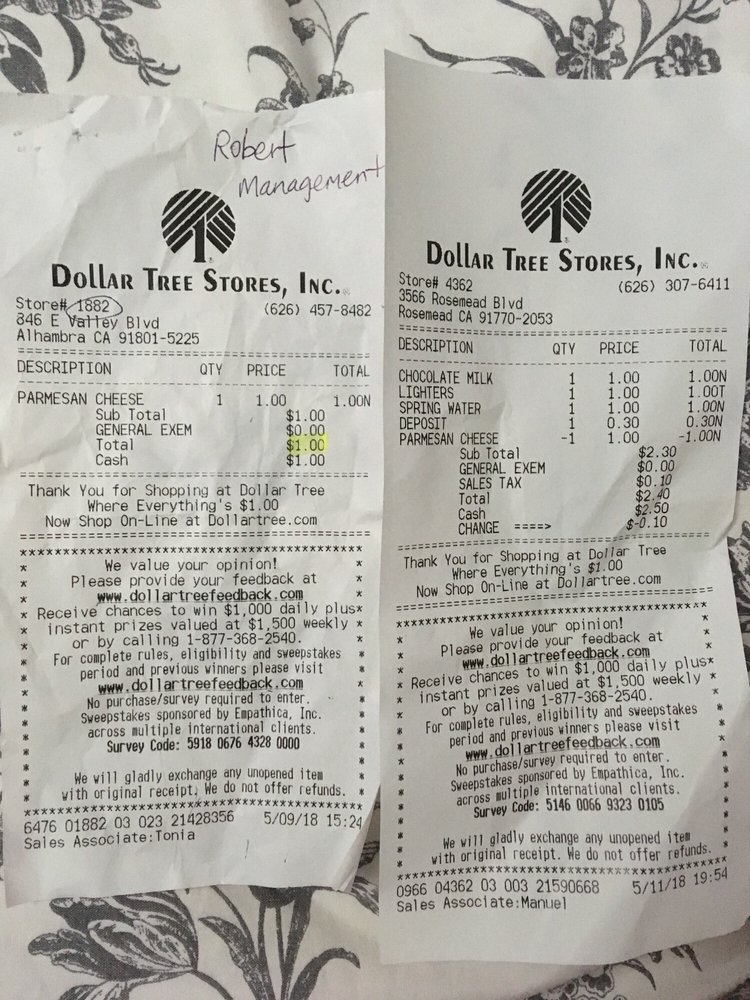 Robert
Management
1
DOLLAR TREE STORES, INC.®
Store# 1882 (626) 457-8482
846 E Valley Blvd
Alhambra CA 91801-5225
DESCRIPTION QTY PRICE TOTAL
PARMESAN CHEESE 1 1.00 1.00N
Sub Total $1.00
GENERAL EXEM $0.00
Total $1.00
Cash $1.00
Thank You for Shopping at Dollar Tree
Where Everything's $1.00
Now Shop On-Line at Dollartree.com
We value your opinion!
Please provide your feedback at
www.dollartreefeedback.com
Receive chances to win $1,000 daily plus
instant prizes valued at $1,500 weekly
or by calling 1-877-368-2540.
For complete rules, eligibility and sweepstakes
period and previous winners please visit
www.dollartreefeedback.com
No purchase/survey required to enter.
Sweepstakes sponsored by Empathica, Inc.
across multiple international clients.
Survey Code: 5918 0676 4328 0000
We will gladly exchange any unopened item
with original receipt. We do not offer refunds.
6476 01882 03 023 21428356 5/09/18 15:24
Sales Associate:Tonia
1
DOLLAR TREE STORES, INC.®
Store# 4362 (626) 307-6411
3566 Rosemead Blvd
Rosemead CA 91770-2053
DESCRIPTION QTY PRICE TOTAL
CHOCOLATE MILK 1 1.00 1.00N
LIGHTERS 1 1.00 1.00T
SPRING WATER 1 1.00 1.00N
DEPOSIT 1 0.30 0.30N
PARMESAN CHEESE -1 1.00 -1.00N
Sub Total $2.30
GENERAL EXEM $0.00
SALES TAX $0.10
Total $2.40
Cash $2.50
CHANGE ====> $-0.10
Thank You for Shopping at Dollar Tree
Where Everything's $1.00
Now Shop On-Line at Dollartree.com
We value your opinion!
Please provide your feedback at
www.dollartreefeedback.com
Receive chances to win $1,000 daily plus
instant prizes valued at $1,500 weekly
or by calling 1-877-368-2540.
For complete rules, eligibility and sweepstakes
period and previous winners please visit
www.dollartreefeedback.com
No purchase/survey required to enter.
Sweepstakes sponsored by Empathica, Inc.
across multiple international clients.
Survey Code: 5146 0066 9323 0105
We will gladly exchange any unopened item
with original receipt. We do not offer refunds.
0966 04362 03 003 21590668 5/11/18 19:54
Sales Associate:Manuel